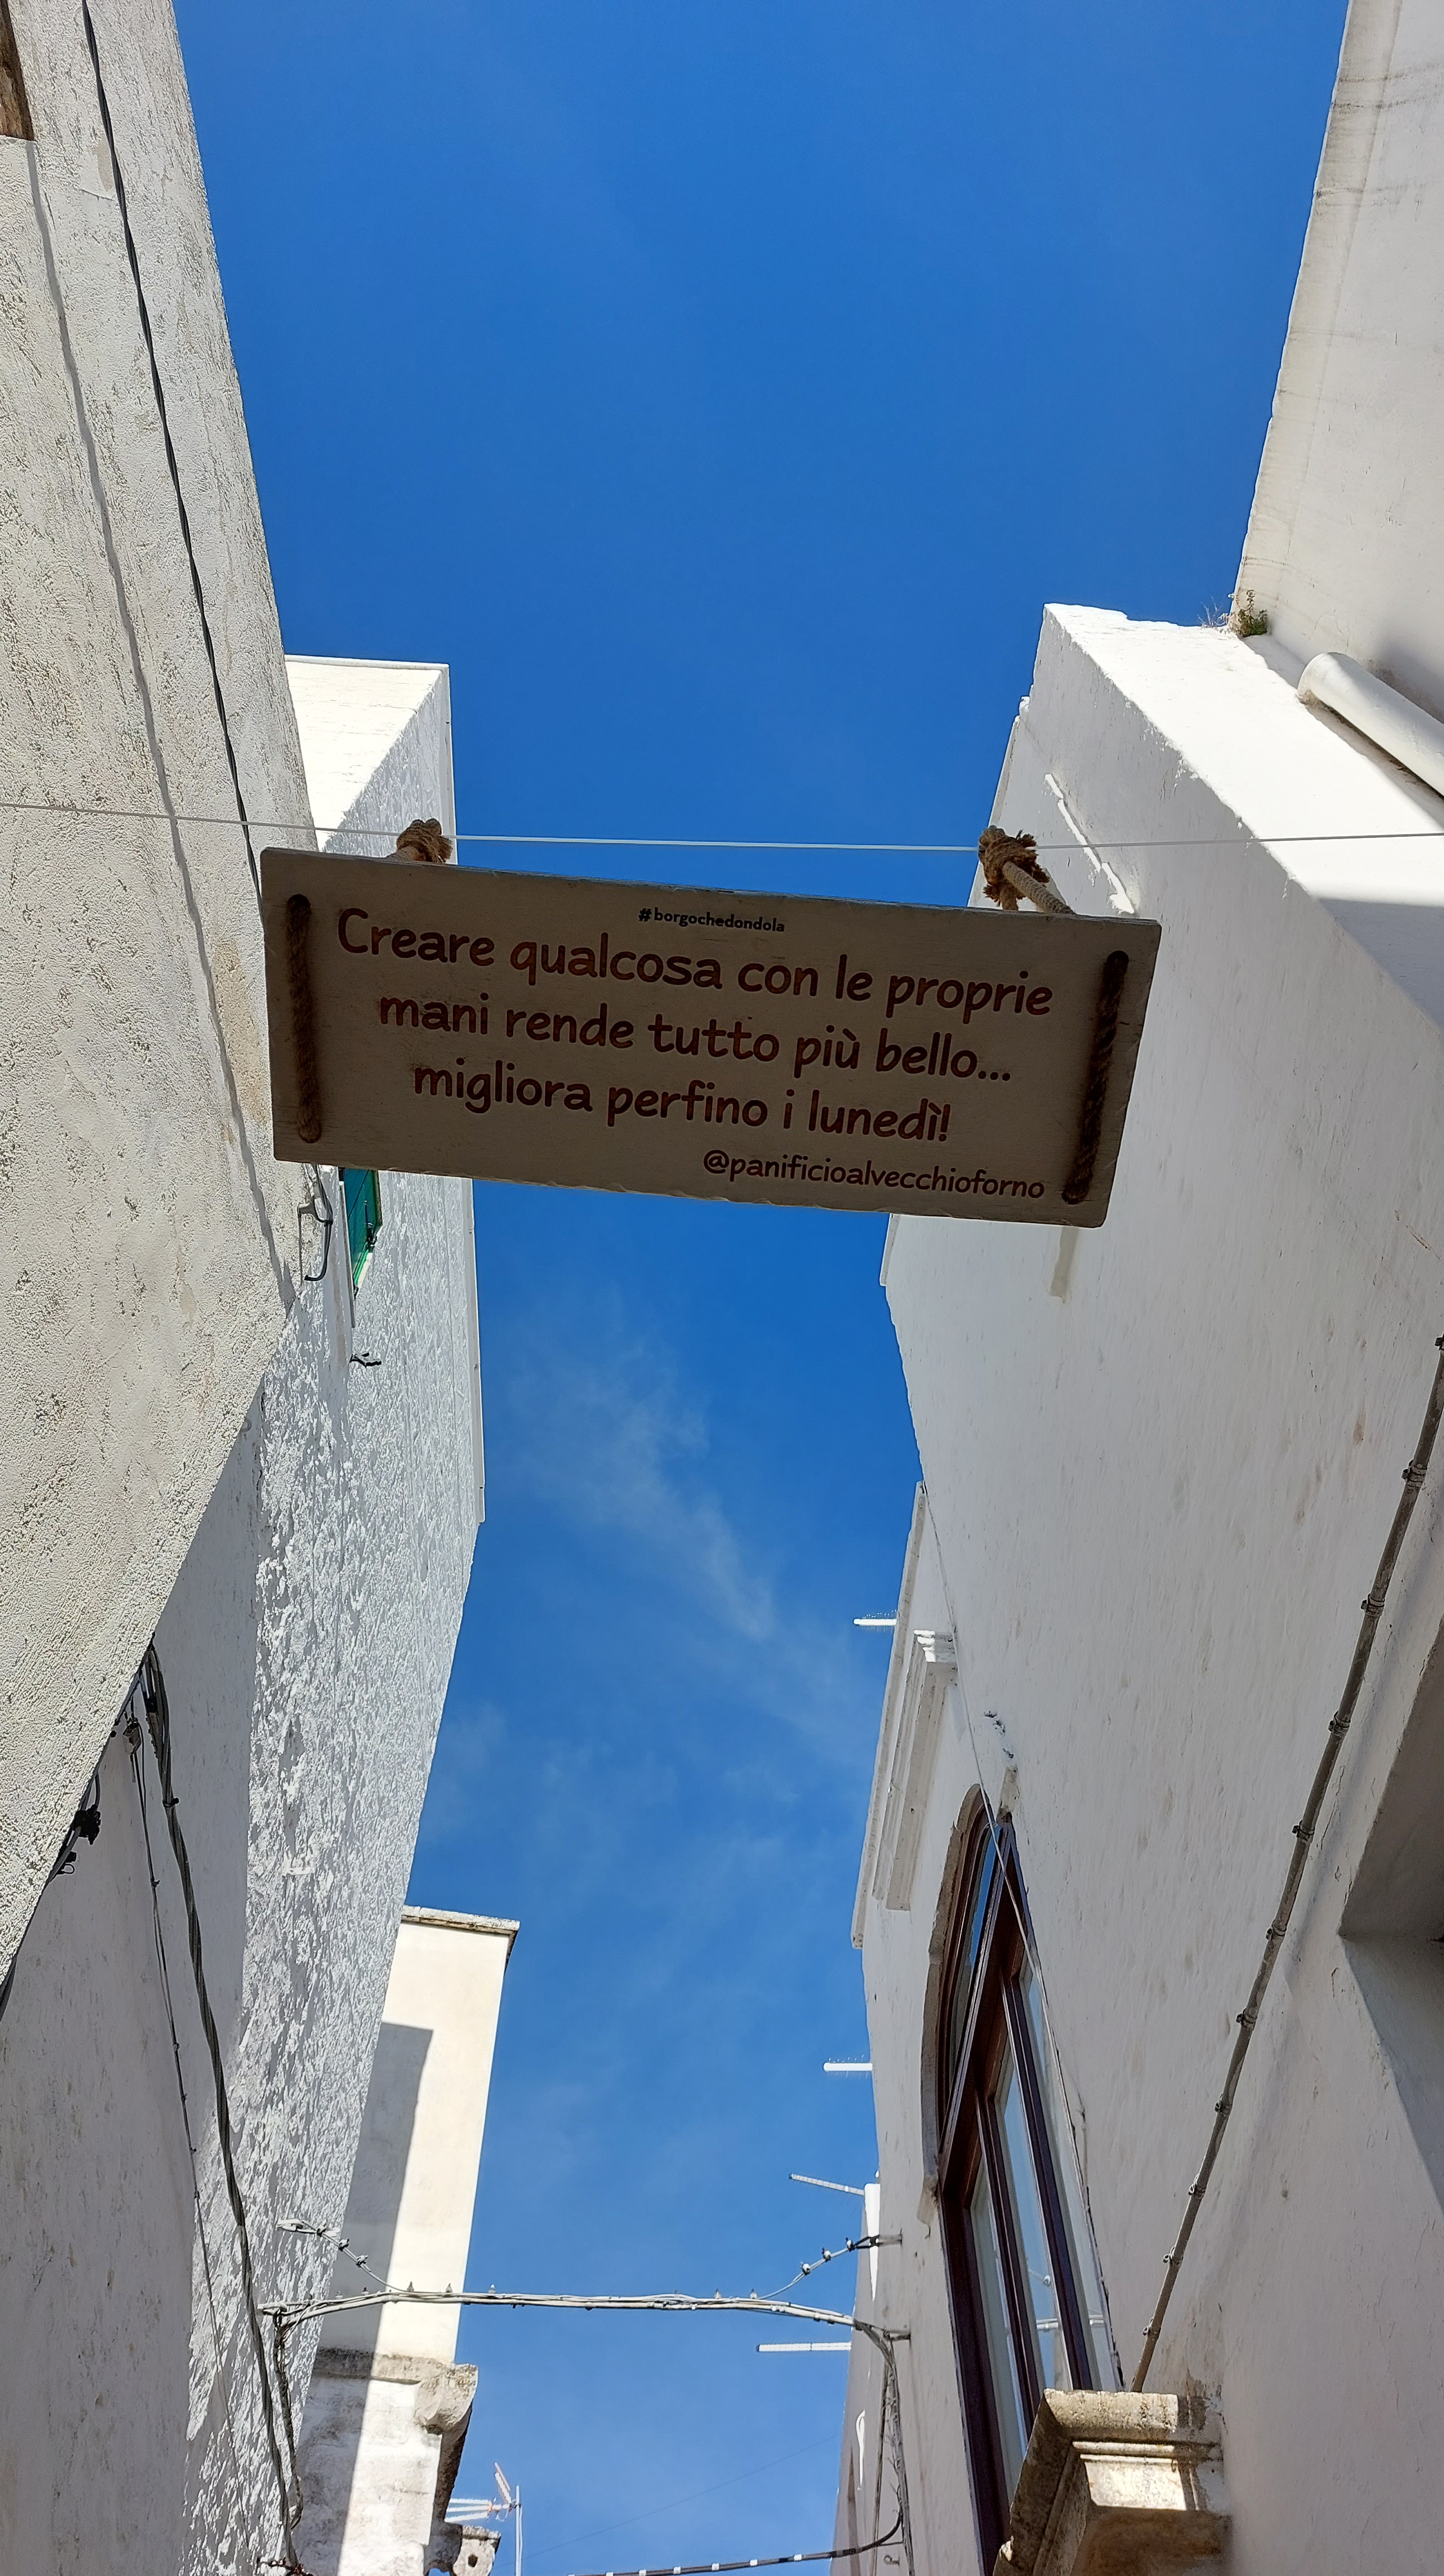 #borgochedondola
Creare qualcosa con le proprie
mani rende tutto più bello...
migliora perfino i lunedì!
@panificioalvecchioforno